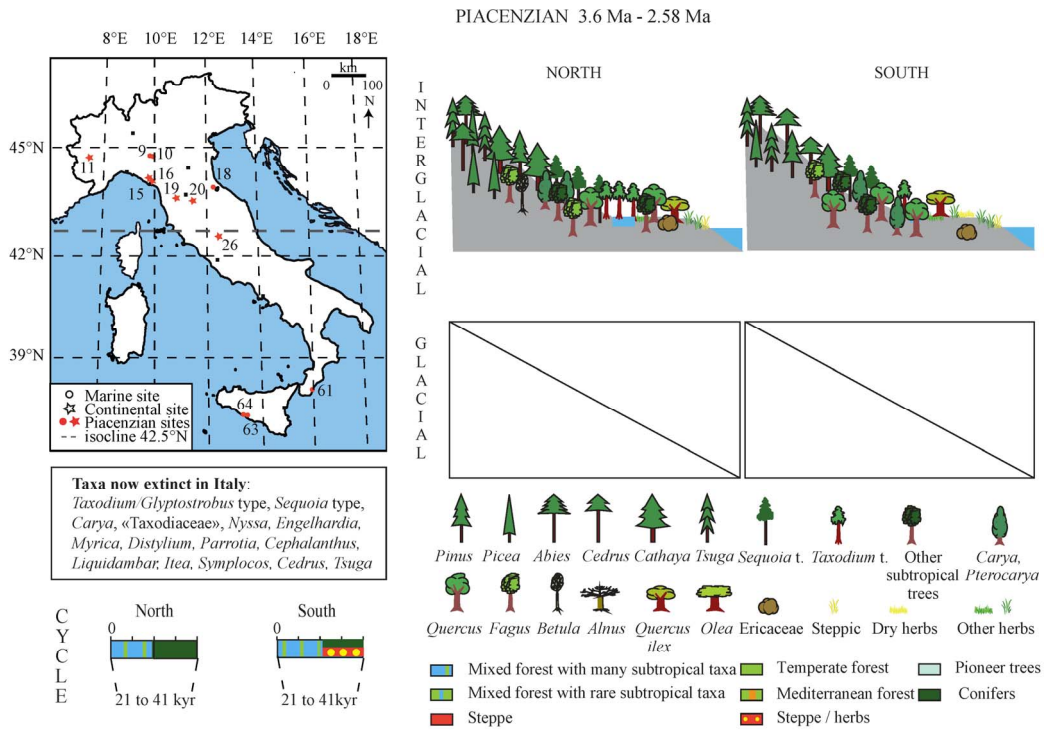 PIACENZIAN 3.6 Ma - 2.58 Ma
8°E 10°E 12°E 14°E 16°E 18°E
km
0 100
N
45°N
42°N
39°N
9 10
11
16
15
19 20
18
26
61
64
63
Marine site
Continental site
Piacenzian sites
isocline 42.5°N
INTERGLACIAL
NORTH
SOUTH
GLACIAL
Taxa now extinct in Italy:
Taxodium/Glyptostrobus type, Sequoia type,
Carya, «Taxodiaceae», Nyssa, Engelhardia,
Myrica, Distylium, Parrotia, Cephalanthus,
Liquidambar, Itea, Symplocos, Cedrus, Tsuga
CYCLE
North
0
21 to 41 kyr
South
0
21 to 41kyr
Pinus Picea Abies Cedrus Cathaya Tsuga Sequoia t. Taxodium t.
Other
subtropical
trees
Carya,
Pterocarya
Quercus Fagus Betula Alnus
Quercus
ilex
Olea Ericaceae Steppic Dry herbs Other herbs
Mixed forest with many subtropical taxa
Mixed forest with rare subtropical taxa
Steppe
Temperate forest
Mediterranean forest
Steppe / herbs
Pioneer trees
Conifers